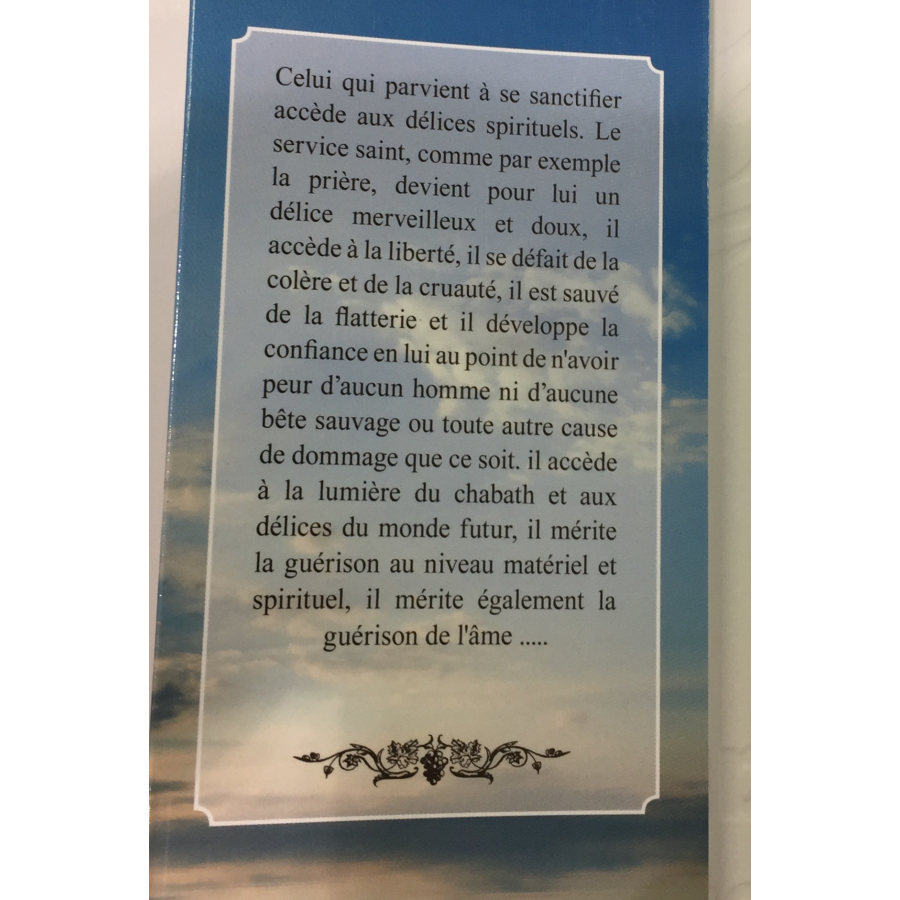 Celui qui parvient à se sanctifier
accède aux délices spirituels. Le
service saint, comme par exemple
la prière, devient pour lui un
délice merveilleux et doux, il
accède à la liberté, il se défait de la
colère et de la cruauté, il est sauvé
de la flatterie et il développe la
confiance en lui au point de n'avoir
peur d’aucun homme ni d’aucune
bête sauvage ou toute autre cause
de dommage que ce soit. il accède
à la lumière du chabath et aux
délices du monde futur, il mérite
la guérison au niveau matériel et
spirituel, il mérite également la
guérison de l'âme .....